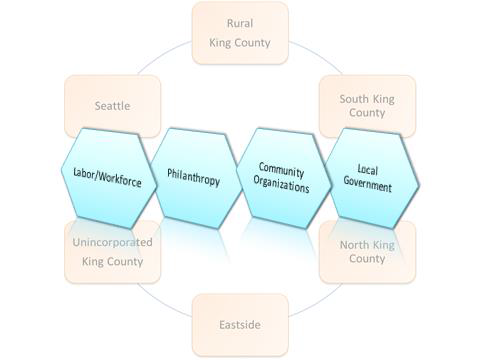 Rural
King County
Seattle
South King
County
Labor/Workforce
Philanthropy
Community
Organizations
Local
Government
Unincorporated
King County
North King
County
Eastside